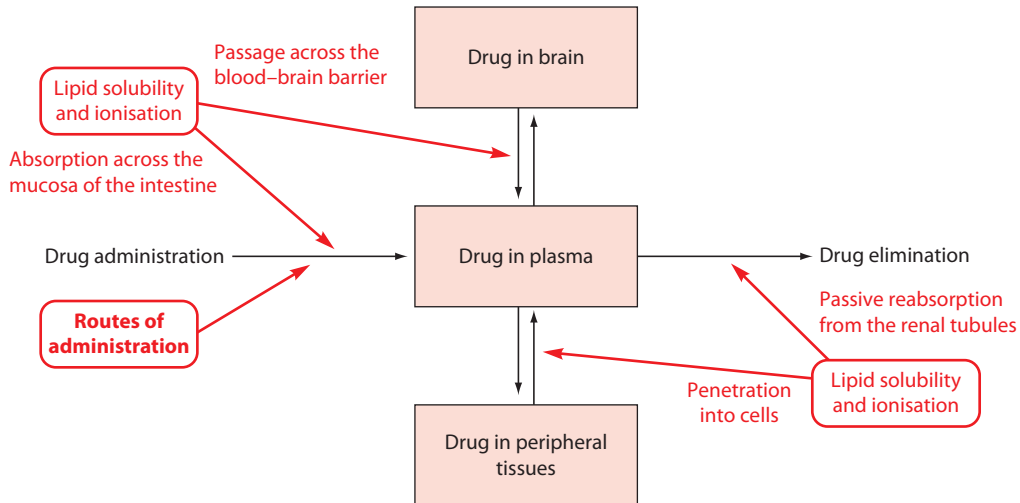 Passage across the
blood–brain barrier
Drug in brain
Lipid solubility
and ionisation
Absorption across the
mucosa of the intestine
Drug administration
Drug in plasma
Drug elimination
Routes of
administration
Passive reabsorption
from the renal tubules
Penetration
into cells
Lipid solubility
and ionisation
Drug in peripheral
tissues